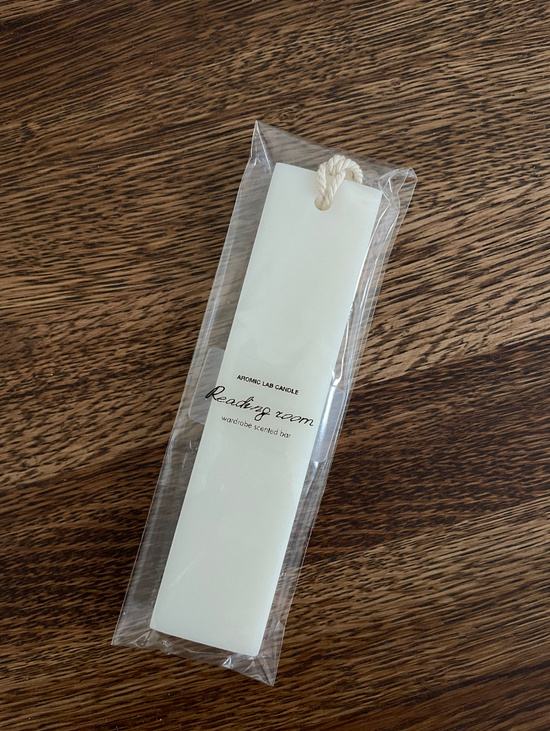 AROMIC LAB CANDLE
Reading room
wardrobe scented bar